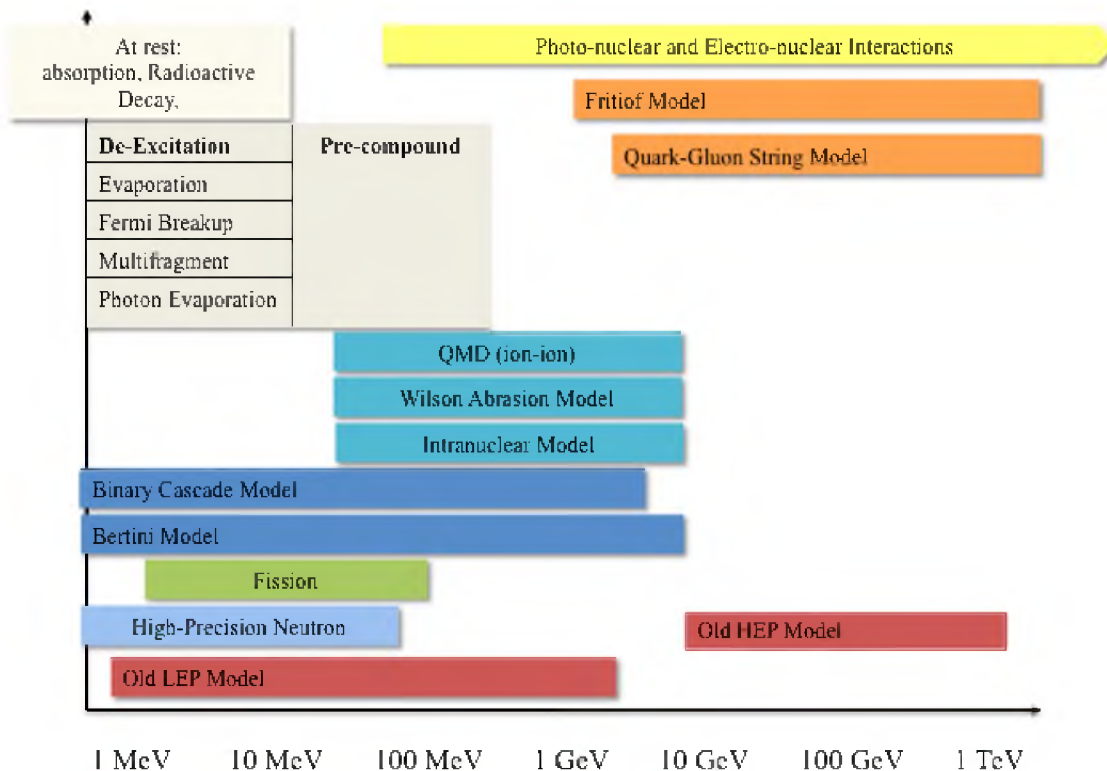 At rest:
absorption, Radioactive
Decay,
Photo-nuclear and Electro-nuclear Interactions
Fritiof Model
Quark-Gluon String Model
De-Excitation
Pre-compound
Evaporation
Fermi Breakup
Multifragment
Photon Evaporation
QMD (ion-ion)
Wilson Abrasion Model
Intranuclear Model
Binary Cascade Model
Bertini Model
Fission
High-Precision Neutron
Old HEP Model
Old LEP Model
1 MeV 10 MeV 100 MeV 1 GeV 10 GeV 100 GeV 1 TeV